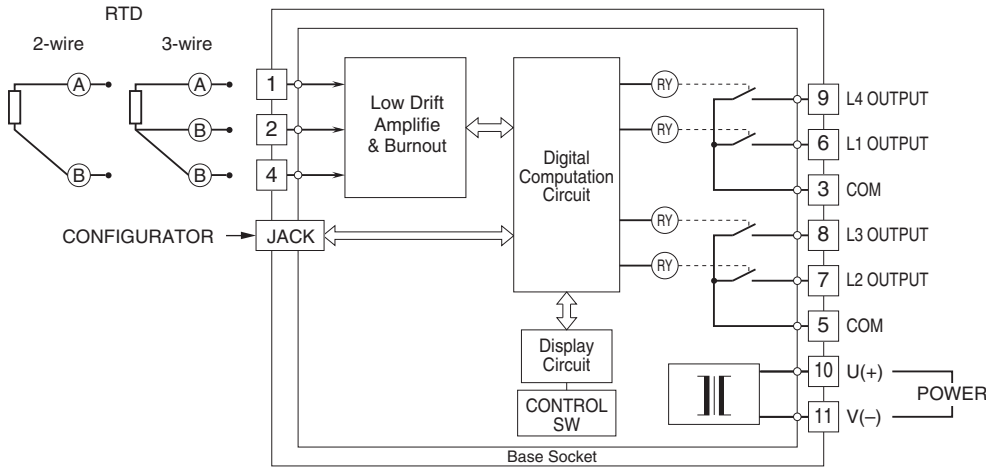 RTD
2-wire
3-wire
A
A
B
B
B
1
2
4
Low Drift
Amplifie
& Burnout
Digital
Computation
Circuit
RY
RY
RY
RY
9 L4 OUTPUT
6 L1 OUTPUT
3 COM
8 L3 OUTPUT
7 L2 OUTPUT
5 COM
10 U(+)
11 V(–)
POWER
CONFIGURATOR
JACK
Display
Circuit
CONTROL
SW
Base Socket